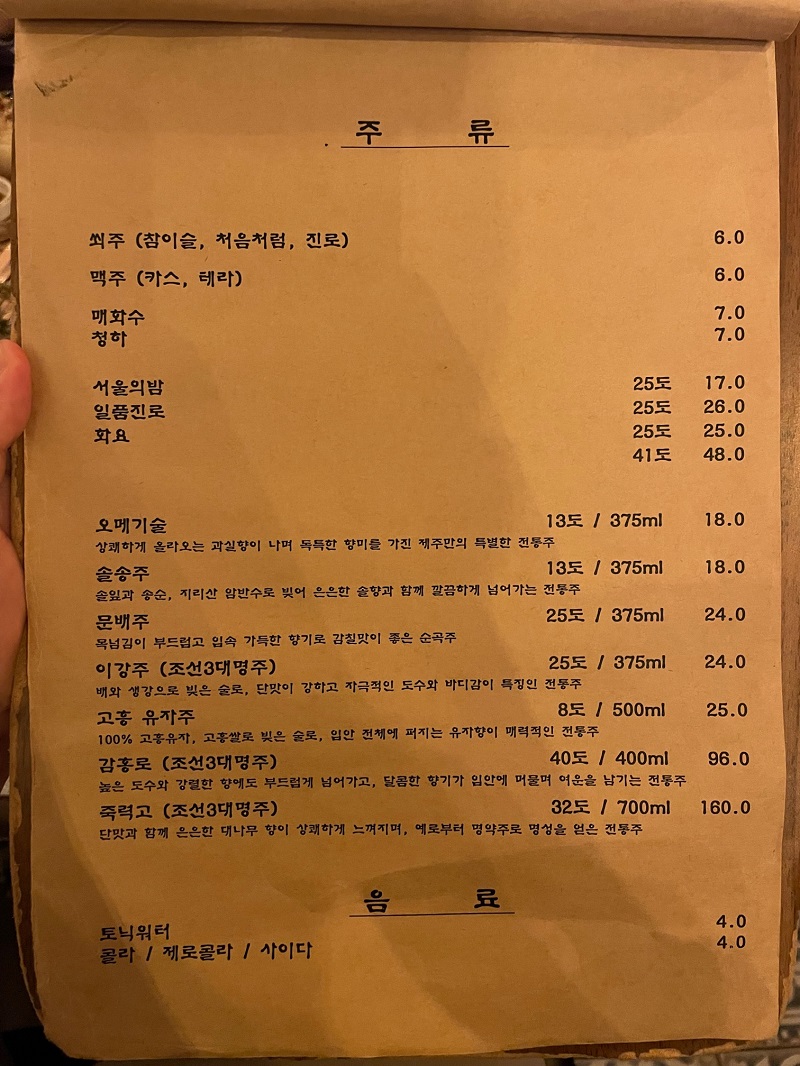 주 류
쐬주 (참이슬, 처음처럼, 진로) 6.0
맥주 (카스, 테라) 6.0
매화수 7.0
청하 7.0
서울의밤 25도 17.0
일품진로 25도 26.0
화요 25도 25.0
41도 48.0
오메기술 13도 / 375ml 18.0
상쾌하게 올라오는 과실향이 나며 독특한 향미를 가진 제주만의 특별한 전통주
솔송주 13도 / 375ml 18.0
솔잎과 송순, 지리산 암반수로 빚어 은은한 솔향과 함께 깔끔하게 넘어가는 전통주
문배주 25도 / 375ml 24.0
목넘김이 부드럽고 입속 가득한 향기로 감칠맛이 좋은 순곡주
이강주 (조선3대명주) 25도 / 375ml 24.0
배와 생강으로 빚은 술로, 단맛이 강하고 자극적인 도수와 바디감이 특징인 전통주
고흥 유자주 8도 / 500ml 25.0
100% 고흥유자, 고흥쌀로 빚은 술로, 입안 전체에 퍼지는 유자향이 매력적인 전통주
감홍로 (조선3대명주) 40도 / 400ml 96.0
높은 도수와 강렬한 향에도 부드럽게 넘어가고, 달콤한 향기가 입안에 머물며 여운을 남기는 전통주
죽력고 (조선3대명주) 32도 / 700ml 160.0
단맛과 함께 은은한 대나무 향이 상쾌하게 느껴지며, 예로부터 명약주로 명성을 얻은 전통주
음 료
토닉워터 4.0
콜라 / 제로콜라 / 사이다 4.0